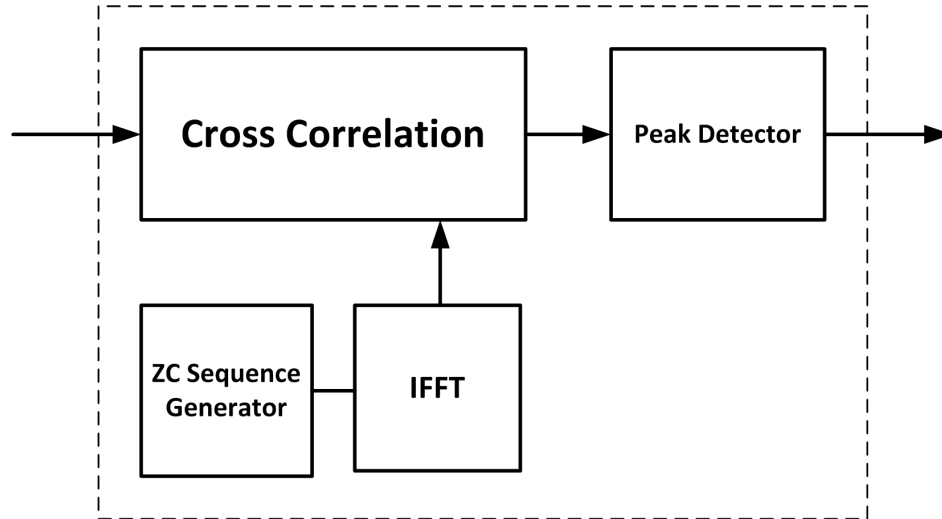 Cross Correlation
Peak Detector
ZC Sequence
Generator
IFFT